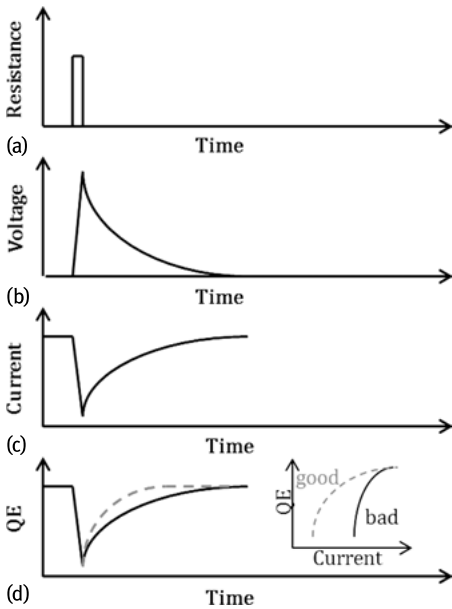 Resistance
(a)
Time
Voltage
(b)
Time
Current
(c)
Time
QE
good
bad
QE
Current
(d)
Time